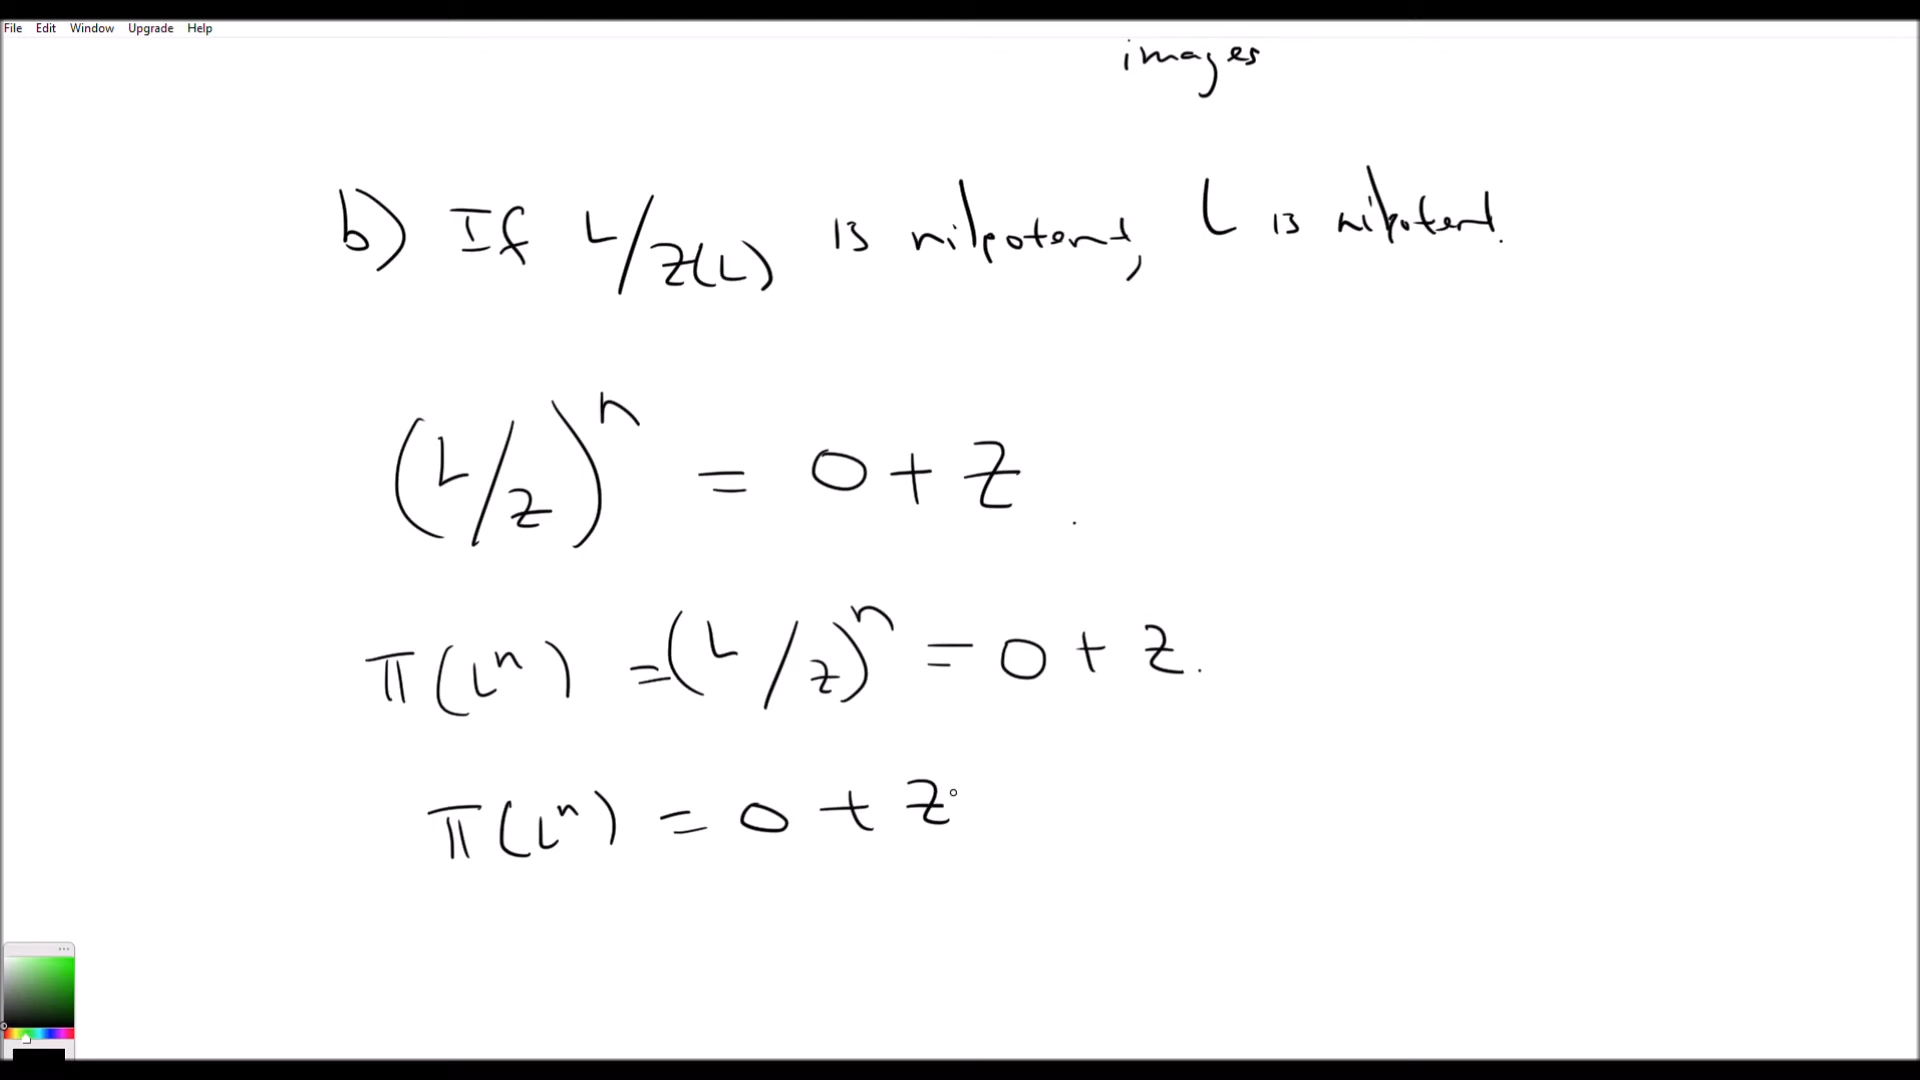 File Edit Window Upgrade Help
images
b) If L/Z(L) is nilpotent, L is nilpotent.
(L/Z)^n = 0 + Z .
π(L^n) = (L/Z)^n = 0 + Z.
π(L^n) = 0 + Z